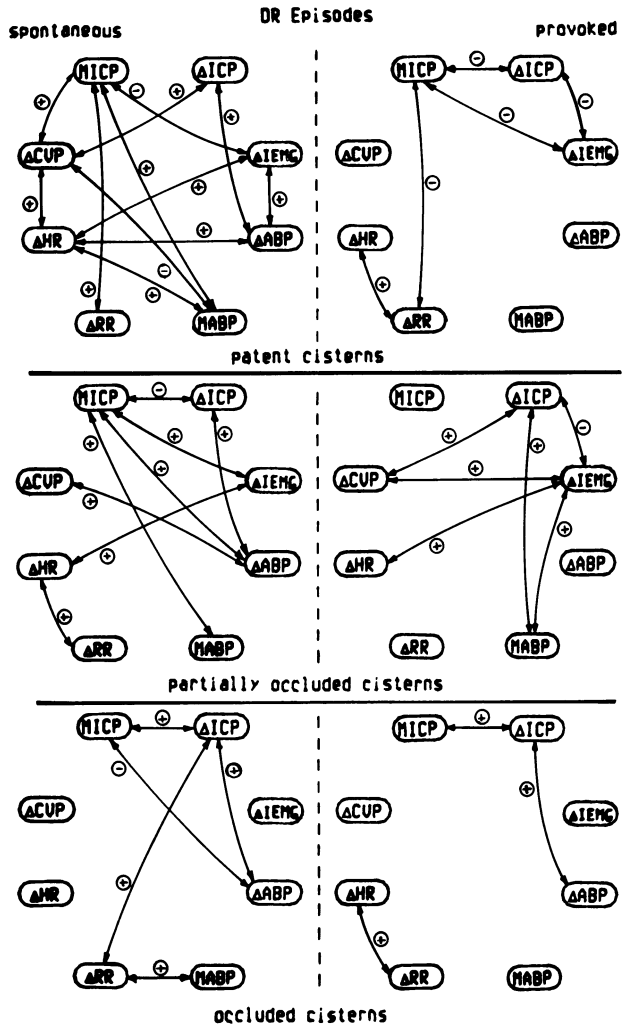 DR Episodes
spontaneous
provoked
MICP
ΔICP
ΔCVP
ΔIEMG
ΔHR
ΔABP
ΔRR
MABP
MICP
ΔICP
ΔCVP
ΔIEMG
ΔHR
ΔABP
ΔRR
MABP
patent cisterns
MICP
ΔICP
ΔCVP
ΔIEMG
ΔHR
ΔABP
ΔRR
MABP
MICP
ΔICP
ΔCVP
ΔIEMG
ΔHR
ΔABP
ΔRR
MABP
partially occluded cisterns
MICP
ΔICP
ΔCVP
ΔIEMG
ΔHR
ΔABP
ΔRR
MABP
MICP
ΔICP
ΔCVP
ΔIEMG
ΔHR
ΔABP
ΔRR
MABP
occluded cisterns